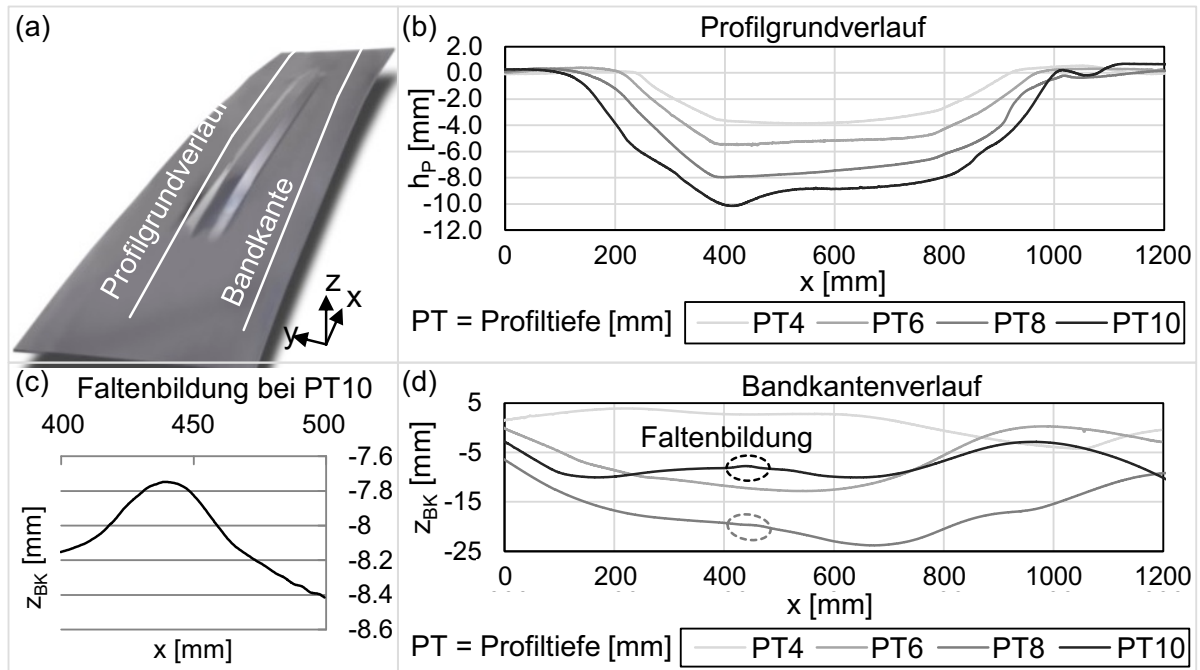 (a)
Profilgrundverlauf
Bandkante
z
x
y
(b)
Profilgrundverlauf
2.0
0.0
-2.0
-4.0
-6.0
-8.0
-10.0
-12.0
hP [mm]
0 200 400 600 800 1000 1200
x [mm]
PT = Profiltiefe [mm] PT4 PT6 PT8 PT10
(c) Faltenbildung bei PT10
400 450 500
-7.6
-7.8
-8
-8.2
-8.4
-8.6
zBK [mm]
x [mm]
(d)
Bandkantenverlauf
5
-5
-15
-25
zBK [mm]
Faltenbildung
0 200 400 600 800 1000 1200
x [mm]
PT = Profiltiefe [mm] PT4 PT6 PT8 PT10